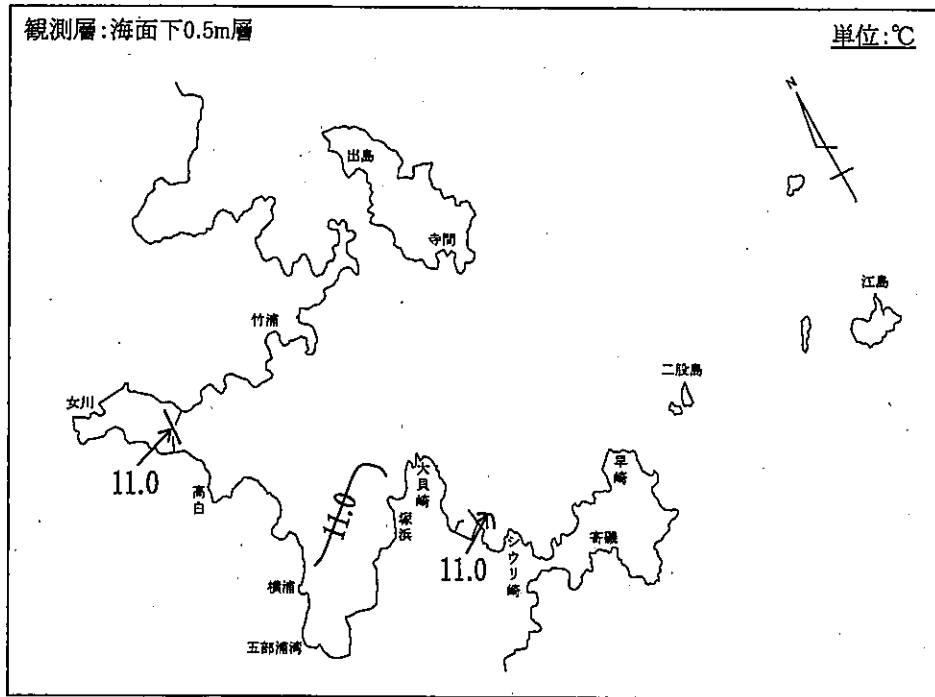 観測層:海面下0.5m層
単位:℃
N
出島
寺間
江島
竹浦
二股島
女川
11.0
高白
11.0
大貝崎
塚浜
早崎
寄磯
シウリ崎
11.0
横浦
五部浦湾